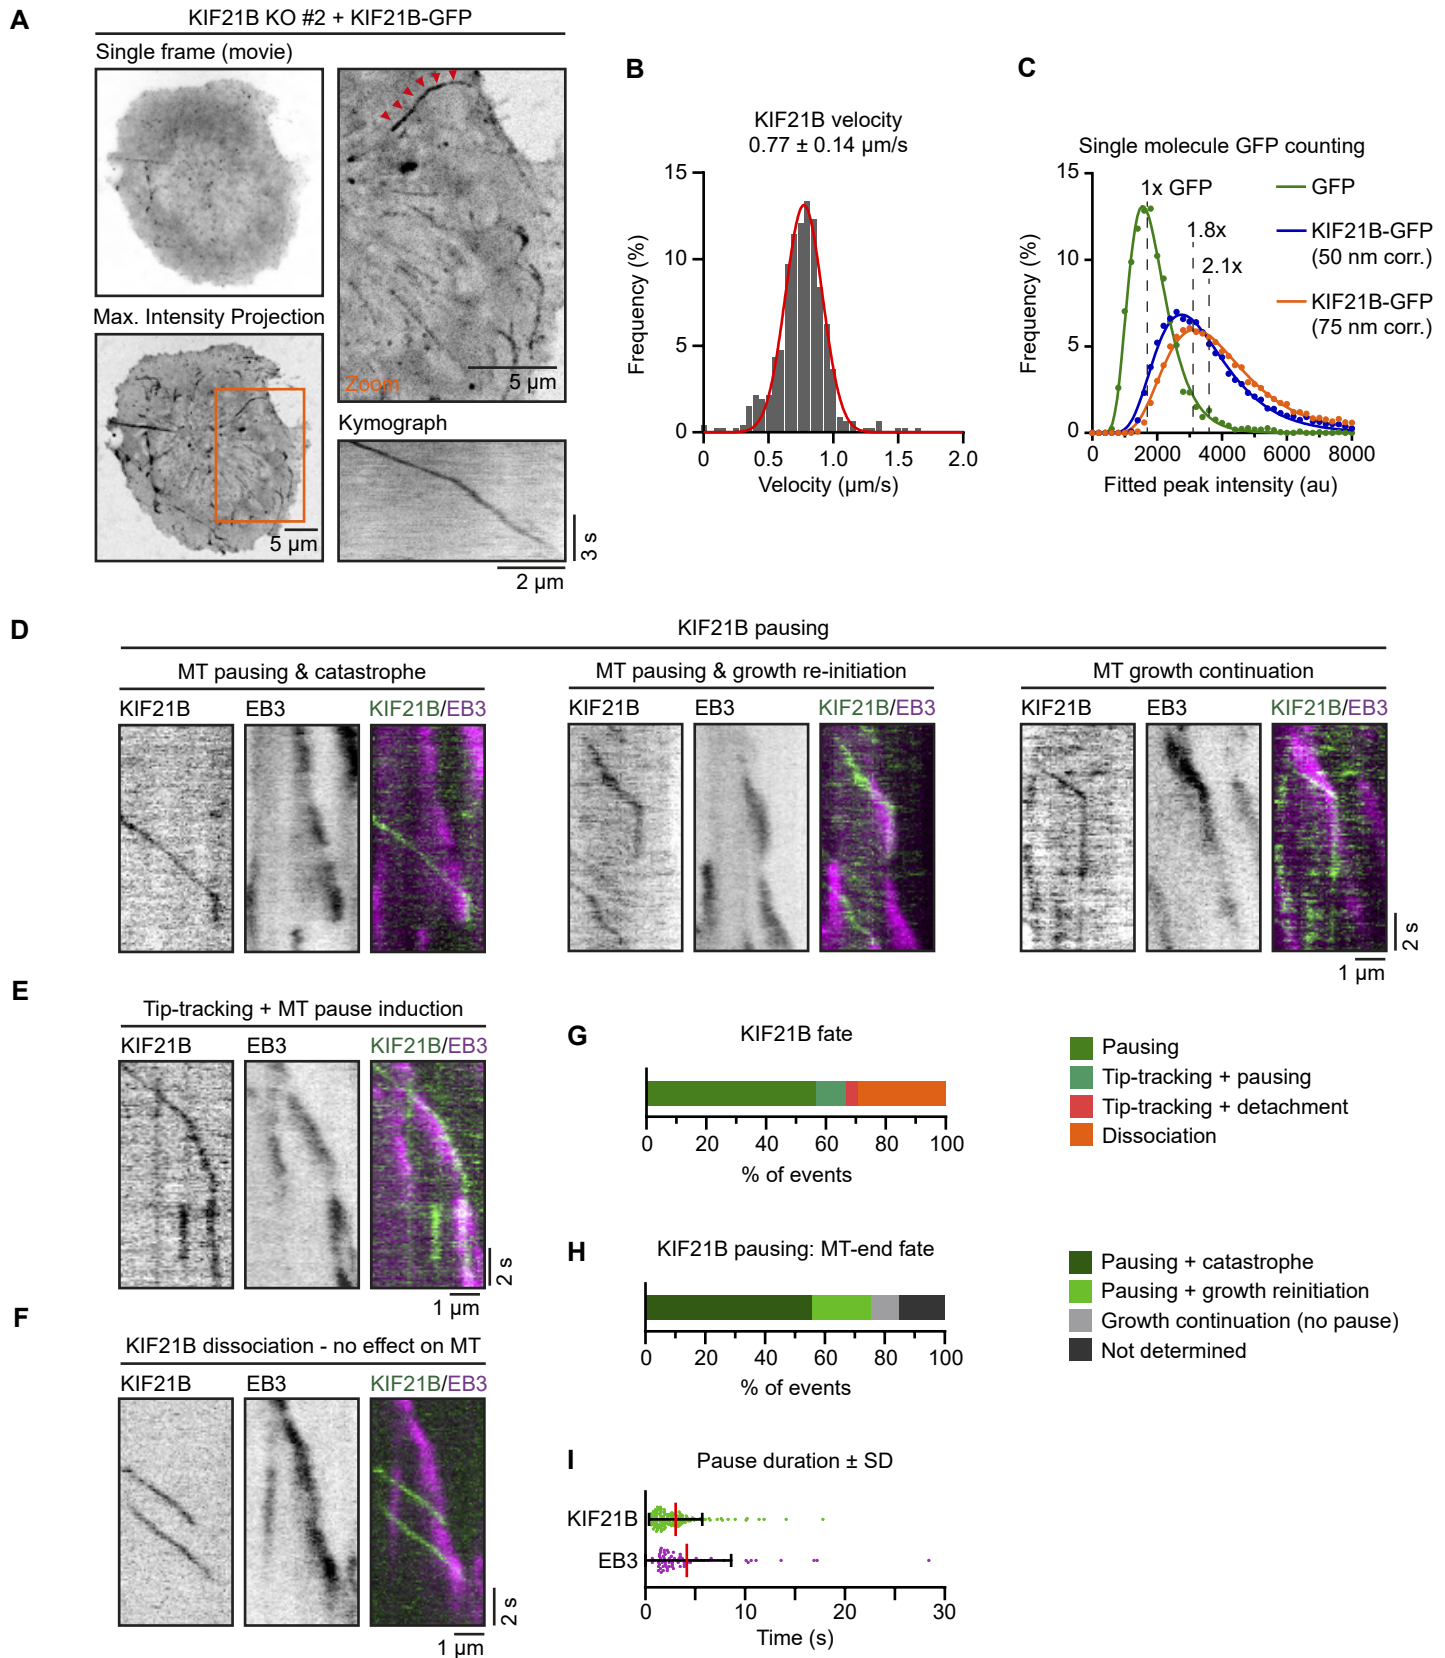 A
KIF21B KO #2 + KIF21B-GFP
Single frame (movie)
Max. Intensity Projection
5 µm
Zoom
5 µm
Kymograph
3 s
2 µm
B
KIF21B velocity
0.77 ± 0.14 µm/s
Frequency (%)
15
10
5
0
0 0.5 1.0 1.5 2.0
Velocity (µm/s)
C
Single molecule GFP counting
Frequency (%)
15
10
5
0
1x GFP
1.8x
2.1x
GFP
KIF21B-GFP
(50 nm corr.)
KIF21B-GFP
(75 nm corr.)
0 2000 4000 6000 8000
Fitted peak intensity (au)
D
KIF21B pausing
MT pausing & catastrophe
KIF21B EB3 KIF21B/EB3
MT pausing & growth re-initiation
KIF21B EB3 KIF21B/EB3
MT growth continuation
KIF21B EB3 KIF21B/EB3
2 s
1 µm
E
Tip-tracking + MT pause induction
KIF21B EB3 KIF21B/EB3
2 s
1 µm
F
KIF21B dissociation - no effect on MT
KIF21B EB3 KIF21B/EB3
2 s
1 µm
G
KIF21B fate
0 20 40 60 80 100
% of events
Pausing
Tip-tracking + pausing
Tip-tracking + detachment
Dissociation
H
KIF21B pausing: MT-end fate
0 20 40 60 80 100
% of events
Pausing + catastrophe
Pausing + growth reinitiation
Growth continuation (no pause)
Not determined
I
Pause duration ± SD
KIF21B
EB3
0 10 20 30
Time (s)